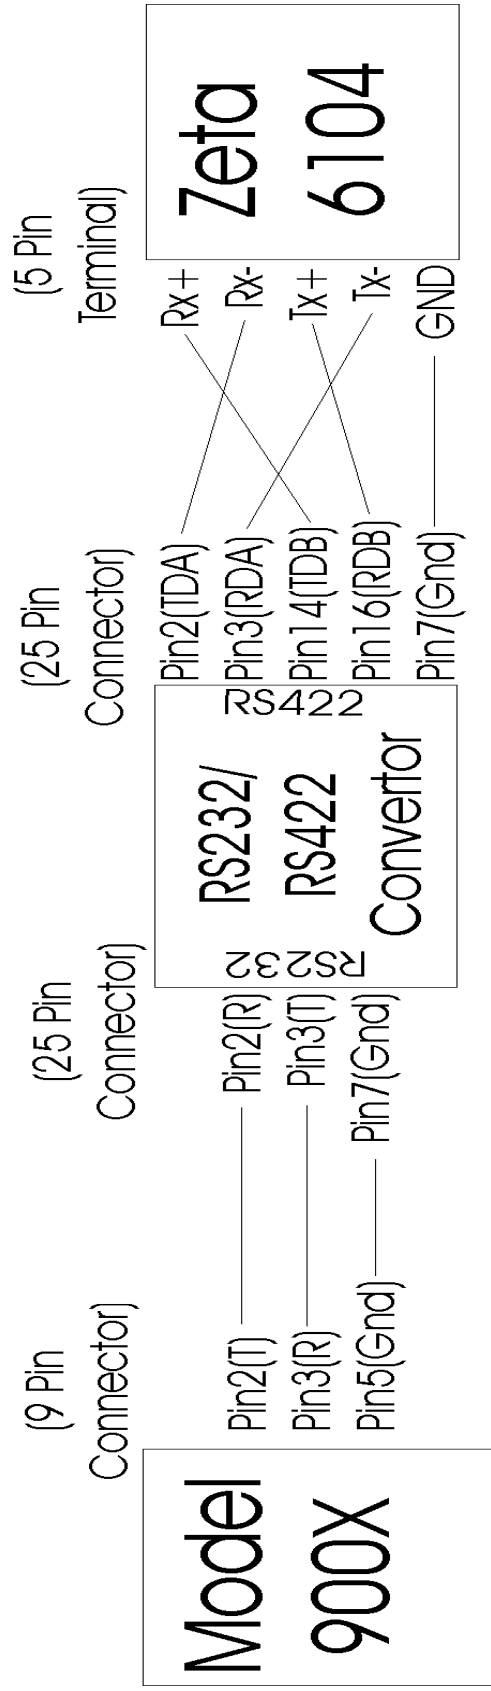 Model
900X
(9 Pin
Connector)
Pin2(T)
Pin3(R)
Pin5(Gnd)
(25 Pin
Connector)
Pin2(R)
Pin3(T)
Pin7(Gnd)
RS232
RS232/
RS422
Convertor
RS422
(25 Pin
Connector)
Pin2(TDA)
Pin3(RDA)
Pin14(TDB)
Pin16(RDB)
Pin7(Gnd)
(5 Pin
Terminal)
Rx+
Rx-
Tx+
Tx-
GND
Zeta
6104